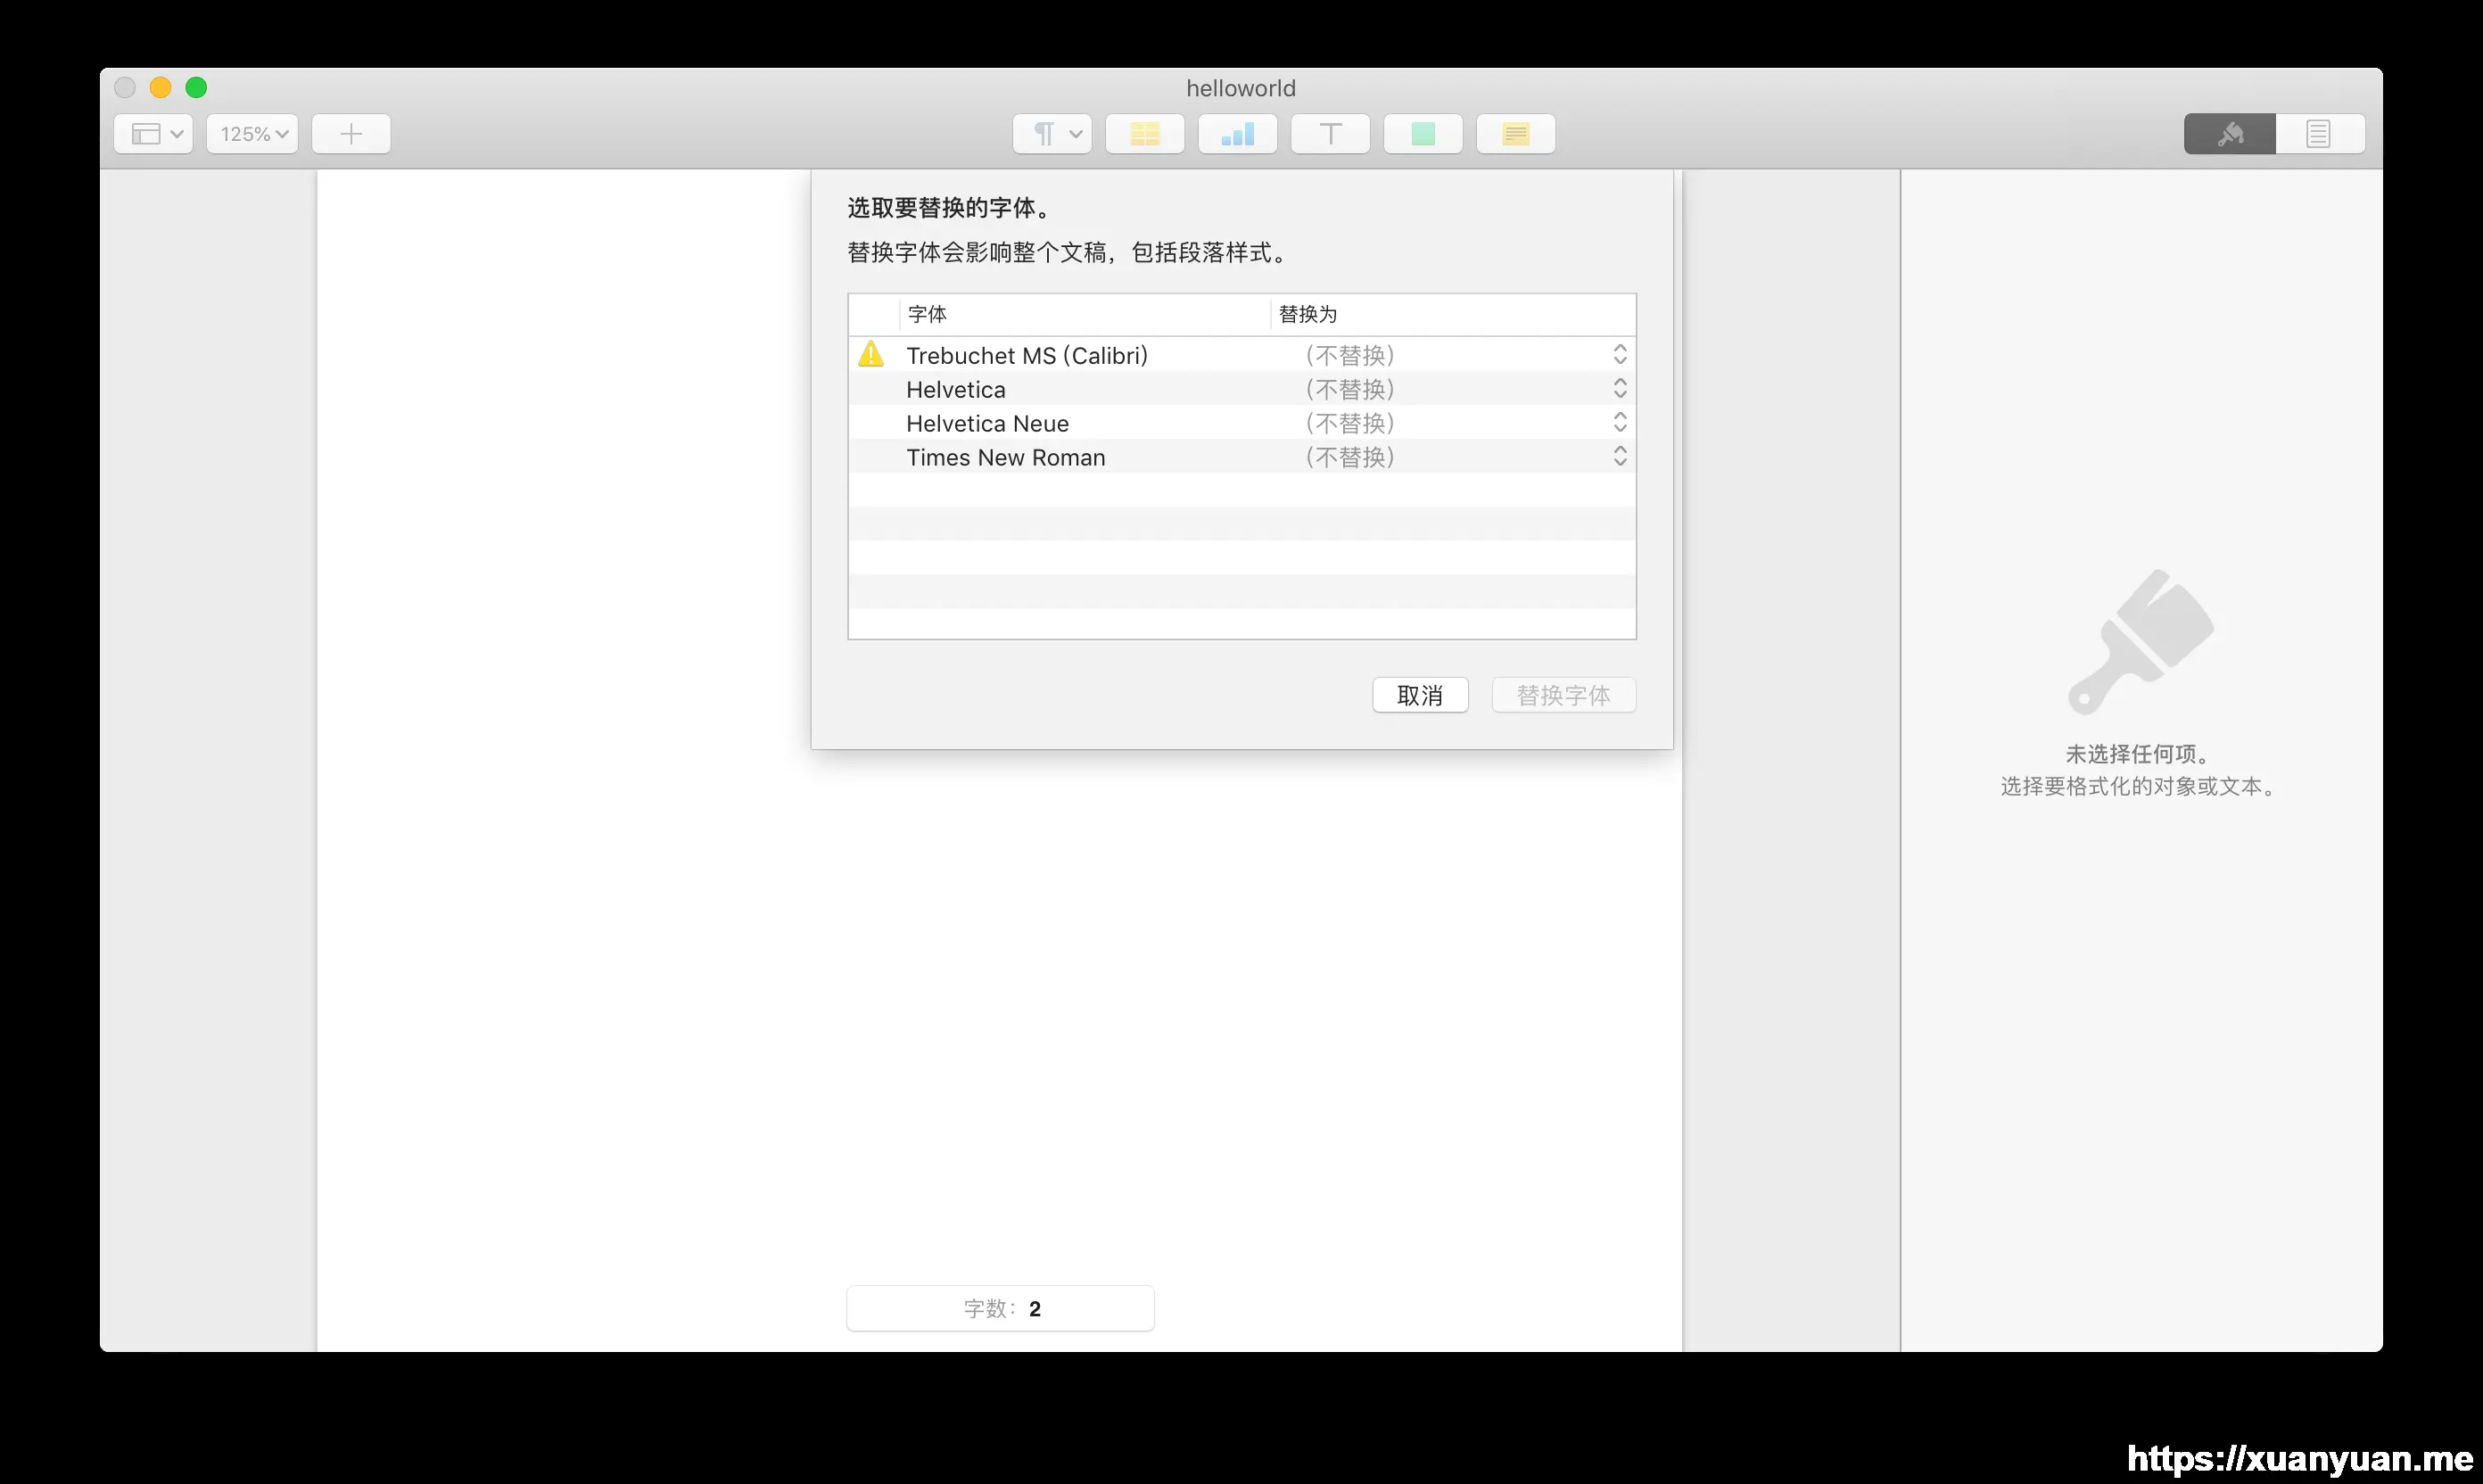 helloworld
125%
选取要替换的字体。
替换字体会影响整个文稿，包括段落样式。
字体 替换为
Trebuchet MS (Calibri) （不替换）
Helvetica （不替换）
Helvetica Neue （不替换）
Times New Roman （不替换）
取消 替换字体
未选择任何项。
选择要格式化的对象或文本。
字数： 2
https://xuanyuan.me